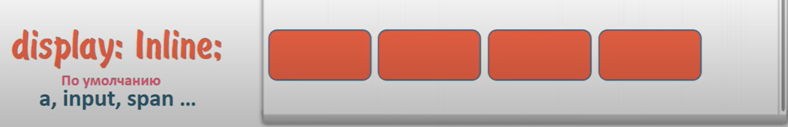 display: Inline;
По умолчанию
a, input, span ...